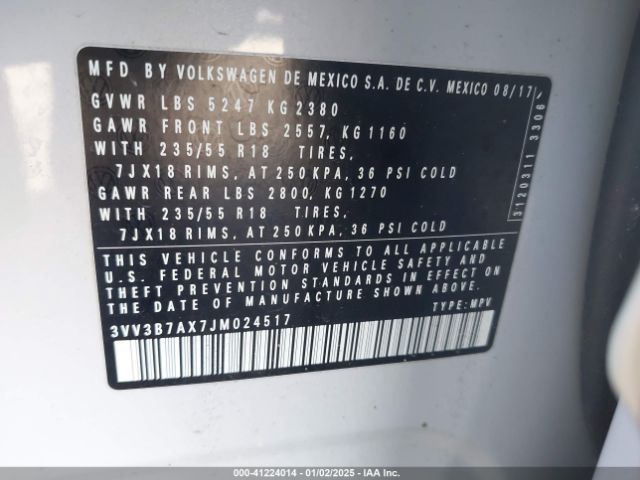 MFD. BY VOLKSWAGEN DE MEXICO S.A. DE C.V. MEXICO 08/17
GVWR LBS 5247 KG 2380
GAWR FRONT LBS 2557, KG 1160
WITH 235/55 R18 TIRES,
7JX18 RIMS, AT 250 KPA, 36 PSI COLD
GAWR REAR LBS 2800, KG 1270
WITH 235/55 R18 TIRES,
7JX18 RIMS, AT 250 KPA, 36 PSI COLD
THIS VEHICLE CONFORMS TO ALL APPLICABLE
U.S. FEDERAL MOTOR VEHICLE SAFETY AND
THEFT PREVENTION STANDARDS IN EFFECT ON
THE DATE OF MANUFACTURE SHOWN ABOVE.
3VV3B7AX7JM024517 TYPE: MPV
3120311 3306
000-41224014 - 01/02/2025 - IAA Inc.